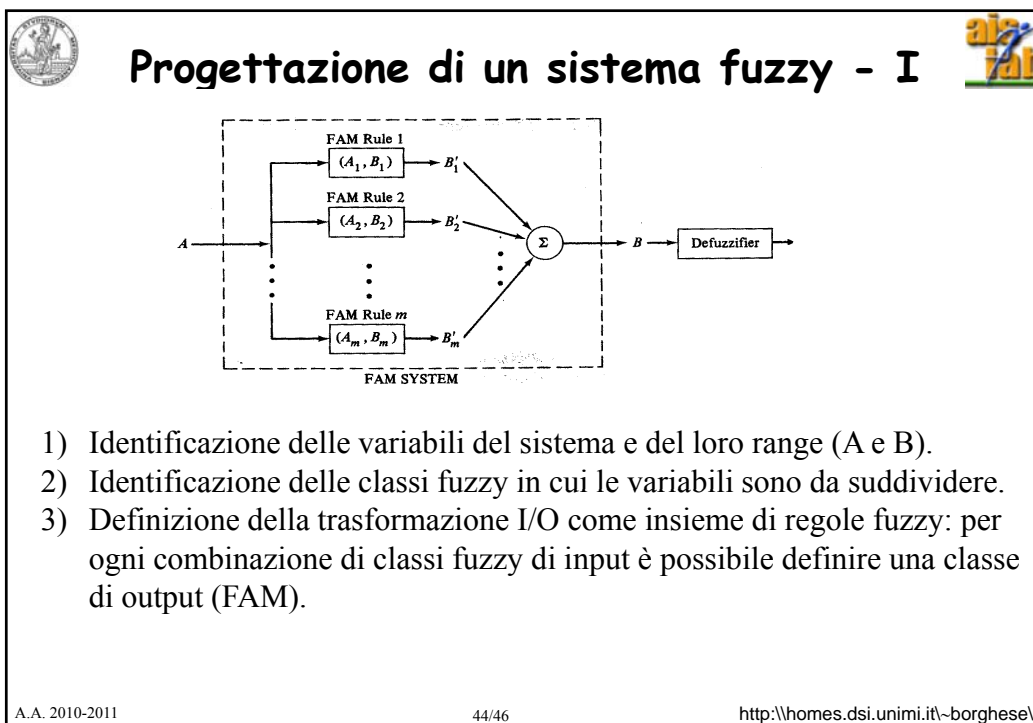 Progettazione di un sistema fuzzy - I
FAM Rule 1
(A₁, B₁)
B′₁
FAM Rule 2
(A₂, B₂)
B′₂
A
Σ
B
Defuzzifier
FAM Rule m
(Aₘ, Bₘ)
B′ₘ
FAM SYSTEM
1) Identificazione delle variabili del sistema e del loro range (A e B).
2) Identificazione delle classi fuzzy in cui le variabili sono da suddividere.
3) Definizione della trasformazione I/O come insieme di regole fuzzy: per
ogni combinazione di classi fuzzy di input è possibile definire una classe
di output (FAM).
A.A. 2010-2011
44/46
http:\\homes.dsi.unimi.it\~borghese\